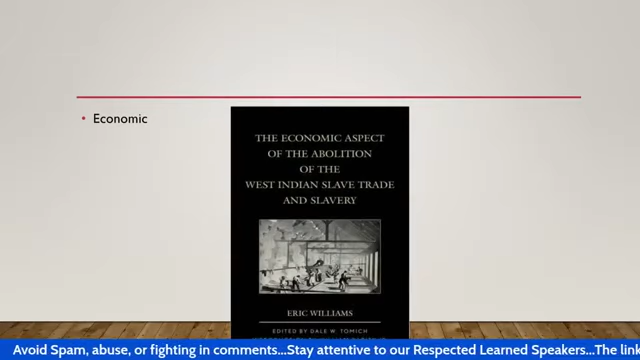 • Economic
THE ECONOMIC ASPECT
OF THE ABOLITION
OF THE
WEST INDIAN SLAVE TRADE
AND SLAVERY
ERIC WILLIAMS
EDITED BY DALE W. TOMICH
Avoid Spam, abuse, or fighting in comments...Stay attentive to our Respected Learned Speakers...The lin